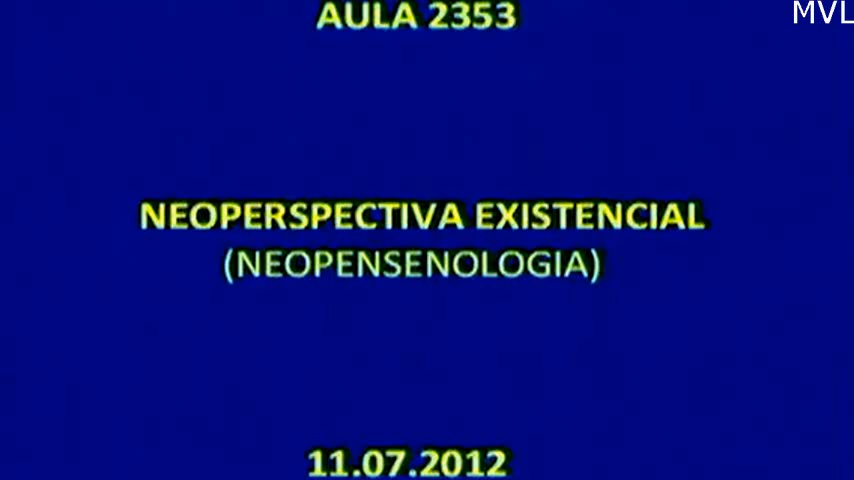 AULA 2353
MVL
NEOPERSPECTIVA EXISTENCIAL
(NEOPENSENOLOGIA)
11.07.2012